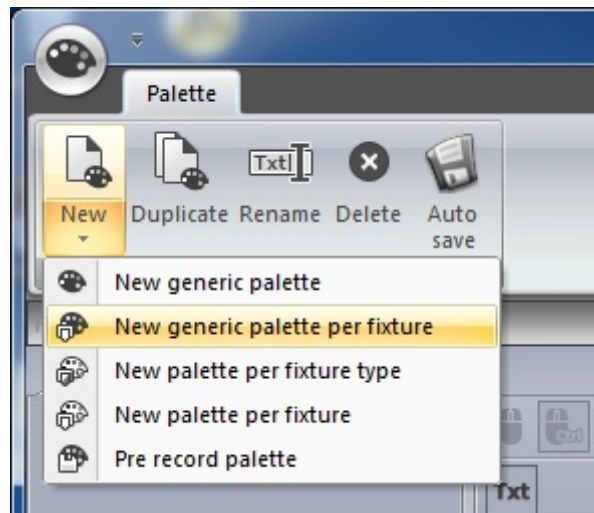 Palette
Txt
New
Duplicate
Rename
Delete
Auto
save
New generic palette
New generic palette per fixture
New palette per fixture type
New palette per fixture
Pre record palette
Ctrl
Txt